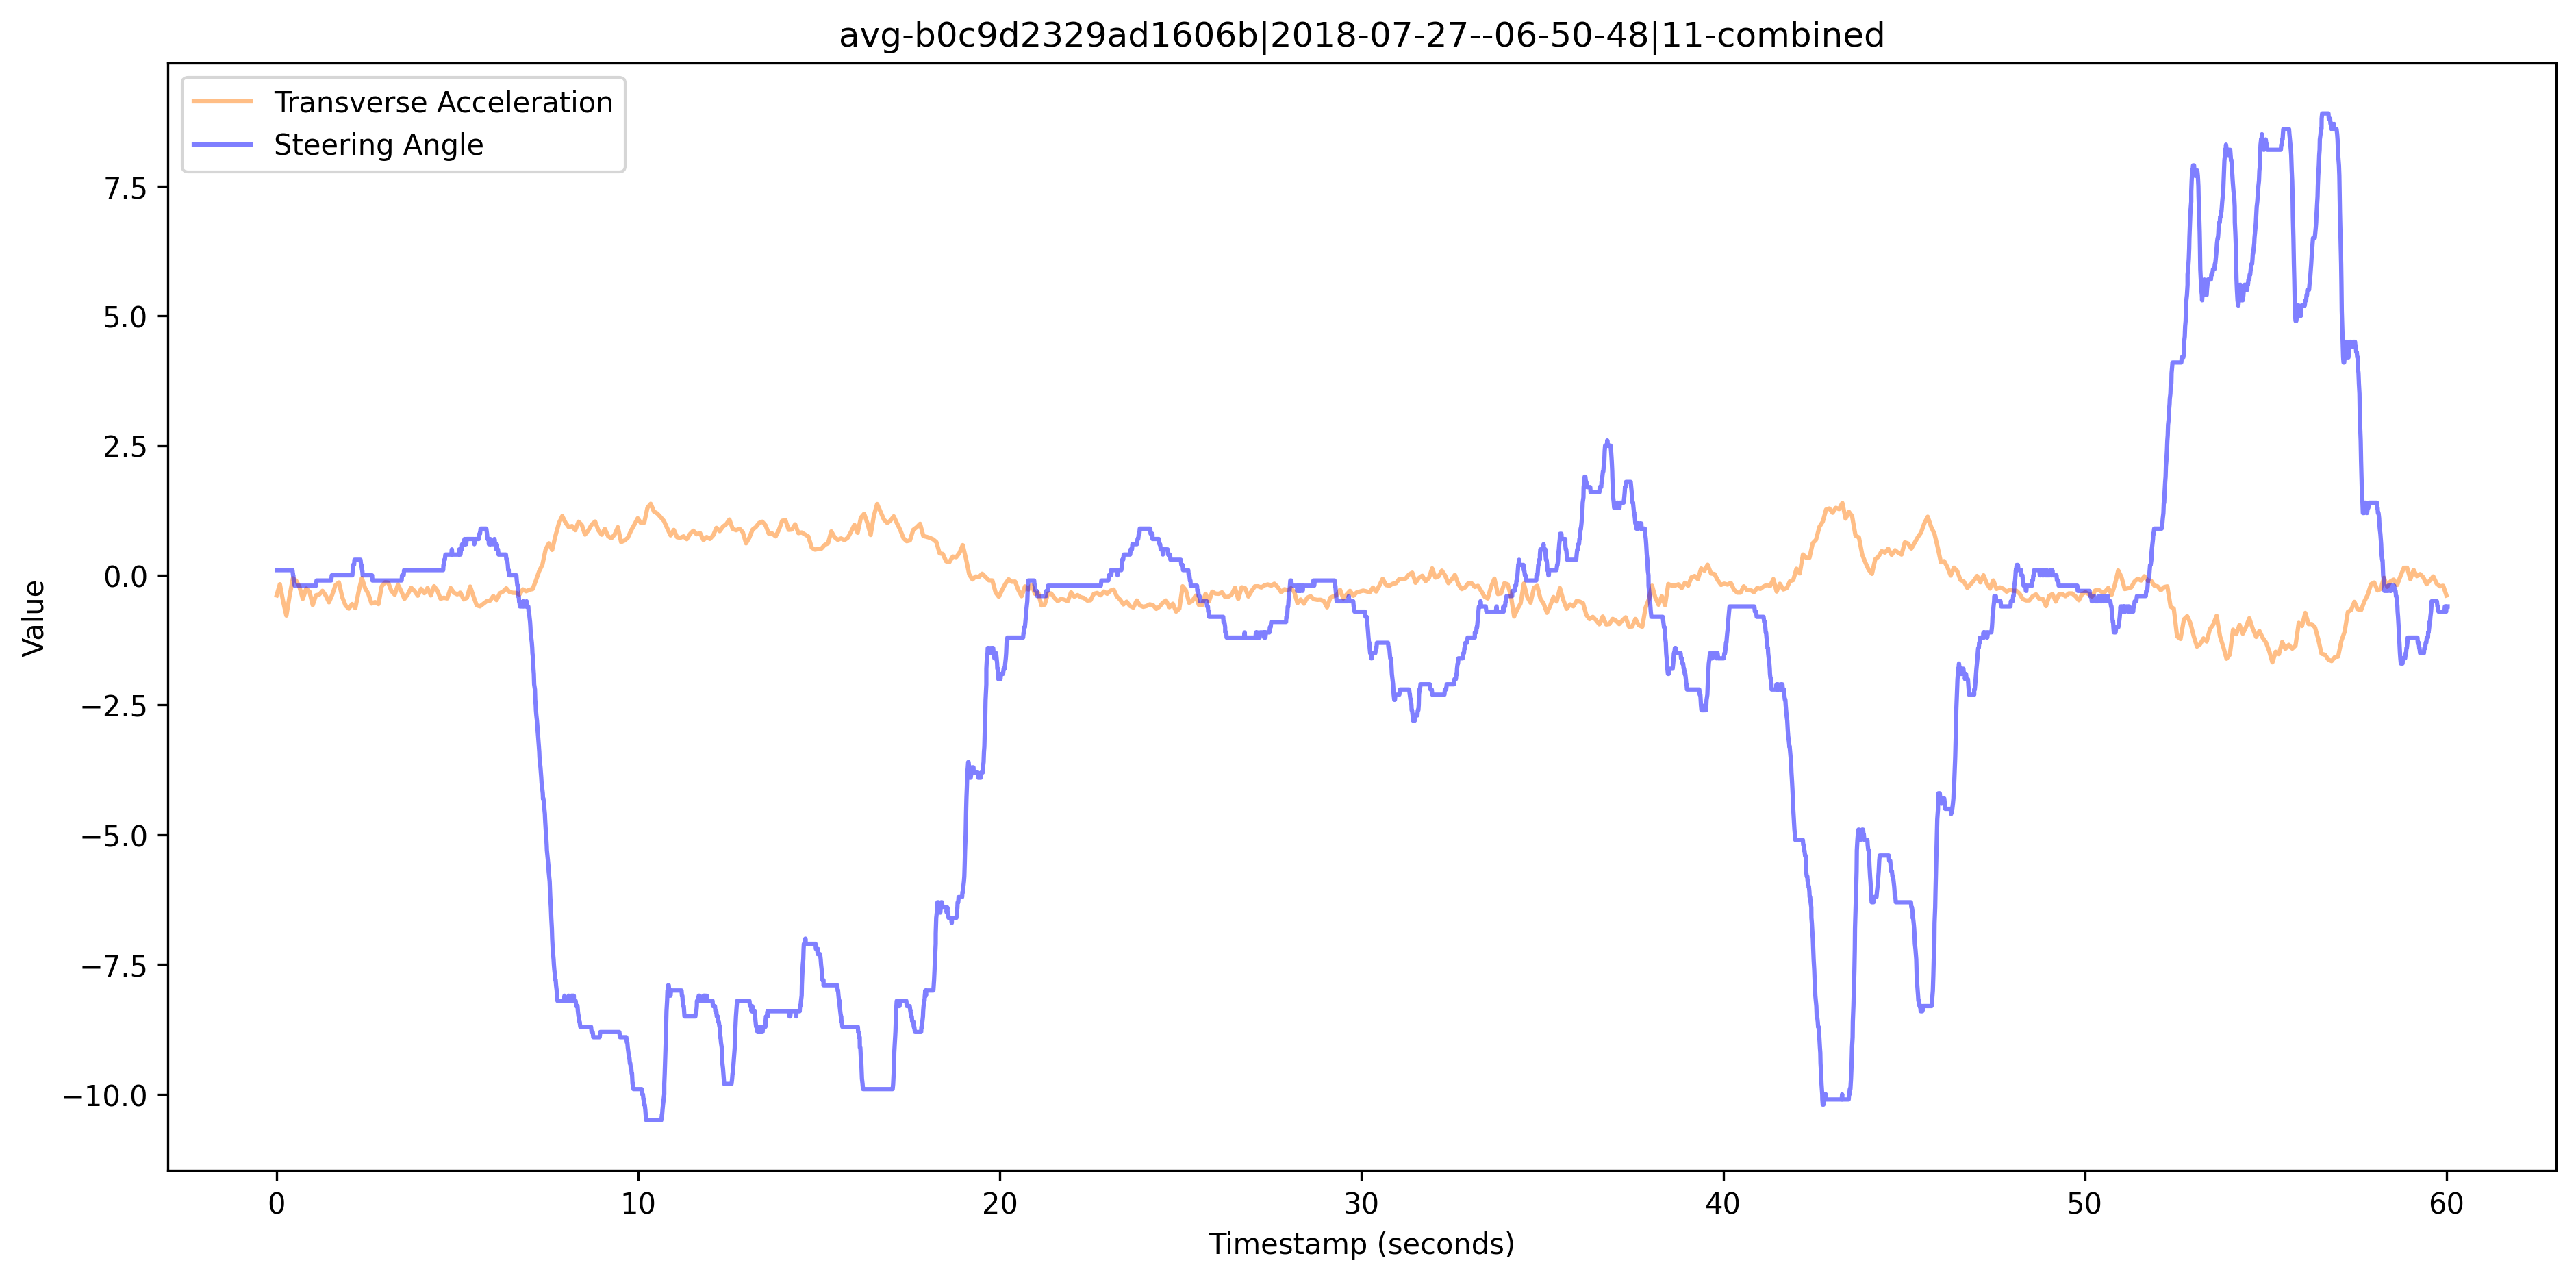 avg-b0c9d2329ad1606b|2018-07-27--06-50-48|11-combined
Transverse Acceleration
Steering Angle
7.5
5.0
2.5
0.0
−2.5
−5.0
−7.5
−10.0
Value
0 10 20 30 40 50 60
Timestamp (seconds)